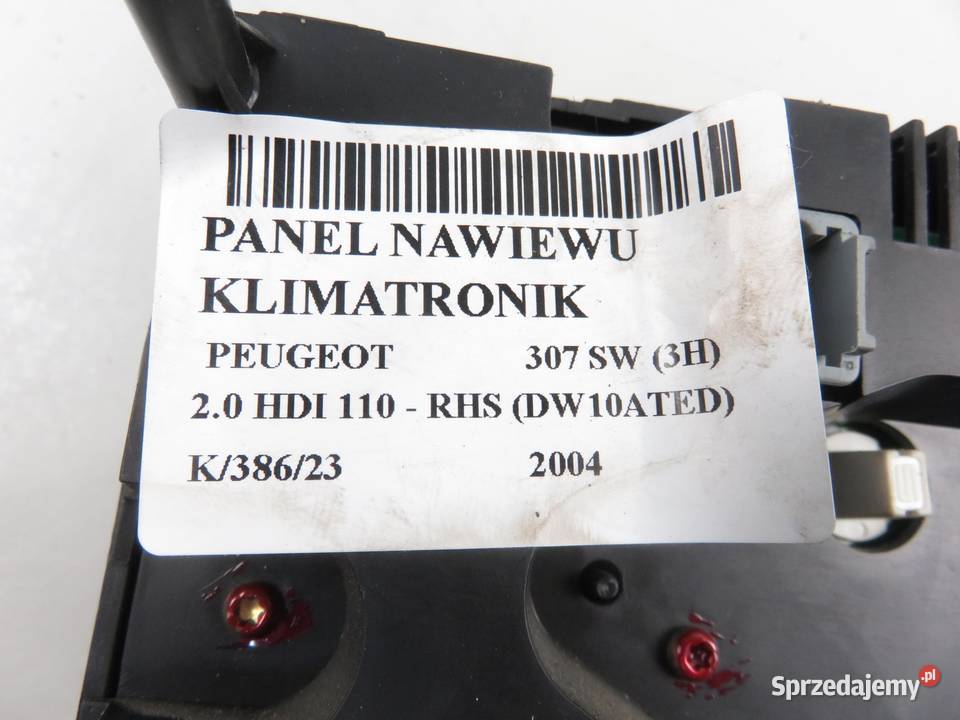 PANEL NAWIEWU
KLIMATRONIK
PEUGEOT 307 SW (3H)
2.0 HDI 110 - RHS (DW10ATED)
K/386/23 2004
Sprzedajemy.pl